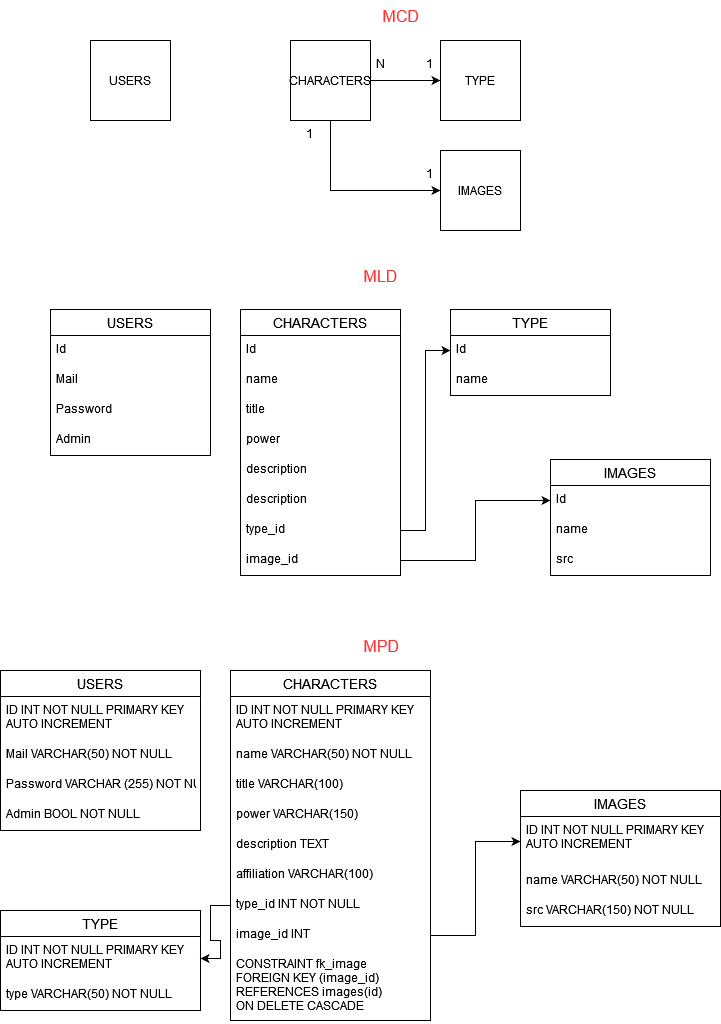 MCD
USERS
CHARACTERS
N
1
TYPE
1
1
IMAGES
MLD
USERS
Id
Mail
Password
Admin
CHARACTERS
Id
name
title
power
description
description
type_id
image_id
TYPE
Id
name
IMAGES
Id
name
src
MPD
USERS
ID INT NOT NULL PRIMARY KEY
AUTO INCREMENT
Mail VARCHAR(50) NOT NULL
Password VARCHAR (255) NOT NU
Admin BOOL NOT NULL
CHARACTERS
ID INT NOT NULL PRIMARY KEY
AUTO INCREMENT
name VARCHAR(50) NOT NULL
title VARCHAR(100)
power VARCHAR(150)
description TEXT
affiliation VARCHAR(100)
type_id INT NOT NULL
image_id INT
CONSTRAINT fk_image
FOREIGN KEY (image_id)
REFERENCES images(id)
ON DELETE CASCADE
IMAGES
ID INT NOT NULL PRIMARY KEY
AUTO INCREMENT
name VARCHAR(50) NOT NULL
src VARCHAR(150) NOT NULL
TYPE
ID INT NOT NULL PRIMARY KEY
AUTO INCREMENT
type VARCHAR(50) NOT NULL